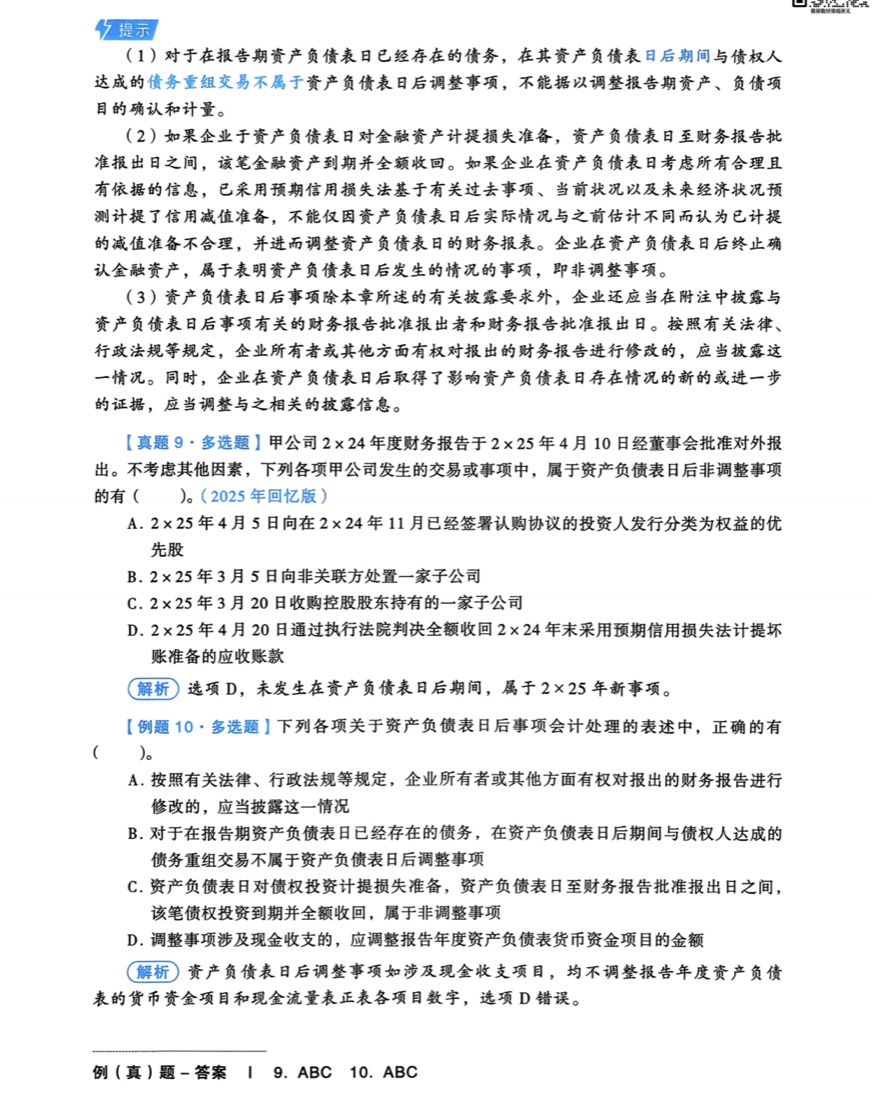 提示
（1）对于在报告期资产负债表日已经存在的债务，在其资产负债表日后期间与债权人
达成的债务重组交易不属于资产负债表日后调整事项，不能据以调整报告期资产、负债项
目的确认和计量。
（2）如果企业于资产负债表日对金融资产计提损失准备，资产负债表日至财务报告批
准报出日之间，该笔金融资产到期并全额收回。如果企业在资产负债表日考虑所有合理且
有依据的信息，已采用预期信用损失法基于有关过去事项、当前状况以及未来经济状况预
测计提了信用减值准备，不能仅因资产负债表日后实际情况与之前估计不同而认为已计提
的减值准备不合理，并进而调整资产负债表日的财务报表。企业在资产负债表日后终止确
认金融资产，属于表明资产负债表日后发生的情况的事项，即非调整事项。
（3）资产负债表日后事项除本章所述的有关披露要求外，企业还应当在附注中披露与
资产负债表日后事项有关的财务报告批准报出者和财务报告批准报出日。按照有关法律、
行政法规等规定，企业所有者或其他方面有权对报出的财务报告进行修改的，应当披露这
一情况。同时，企业在资产负债表日后取得了影响资产负债表日存在情况的新的或进一步
的证据，应当调整与之相关的披露信息。
【真题 9·多选题】甲公司 2×24 年度财务报告于 2×25 年 4 月 10 日经董事会批准对外报
出。不考虑其他因素，下列各项甲公司发生的交易或事项中，属于资产负债表日后非调整事项
的有（　　）。（2025 年回忆版）
A. 2×25 年 4 月 5 日向在 2×24 年 11 月已经签署认购协议的投资人发行分类为权益的优
先股
B. 2×25 年 3 月 5 日向非关联方处置一家子公司
C. 2×25 年 3 月 20 日收购控股股东持有的一家子公司
D. 2×25 年 4 月 20 日通过执行法院判决全额收回 2×24 年末采用预期信用损失法计提坏
账准备的应收账款
解析 选项 D，未发生在资产负债表日后期间，属于 2×25 年新事项。
【例题 10·多选题】下列各项关于资产负债表日后事项会计处理的表述中，正确的有
（　　）。
A. 按照有关法律、行政法规等规定，企业所有者或其他方面有权对报出的财务报告进行
修改的，应当披露这一情况
B. 对于在报告期资产负债表日已经存在的债务，在资产负债表日后期间与债权人达成的
债务重组交易不属于资产负债表日后调整事项
C. 资产负债表日对债权投资计提损失准备，资产负债表日至财务报告批准报出日之间，
该笔债权投资到期并全额收回，属于非调整事项
D. 调整事项涉及现金收支的，应调整报告年度资产负债表货币资金项目的金额
解析 资产负债表日后调整事项如涉及现金收支项目，均不调整报告年度资产负债
表的货币资金项目和现金流量表正表各项目数字，选项 D 错误。
例（真）题－答案 | 9. ABC 10. ABC